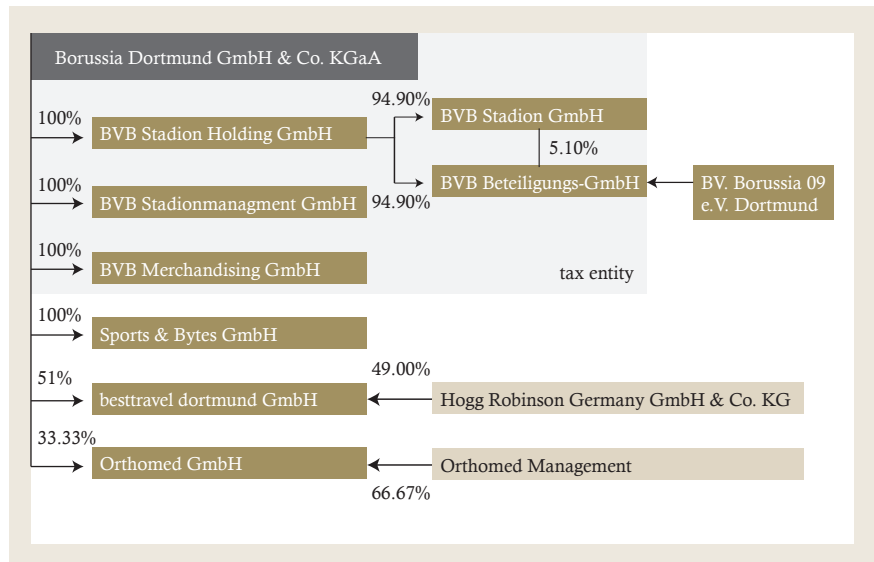 Borussia Dortmund GmbH & Co. KGaA
94.90%
BVB Stadion GmbH
100%
BVB Stadion Holding GmbH
5.10%
100%
BVB Stadionmanagment GmbH
94.90%
BVB Beteiligungs-GmbH
BV. Borussia 09
e.V. Dortmund
100%
BVB Merchandising GmbH
tax entity
100%
Sports & Bytes GmbH
51%
besttravel dortmund GmbH
49.00%
Hogg Robinson Germany GmbH & Co. KG
33.33%
Orthomed GmbH
Orthomed Management
66.67%